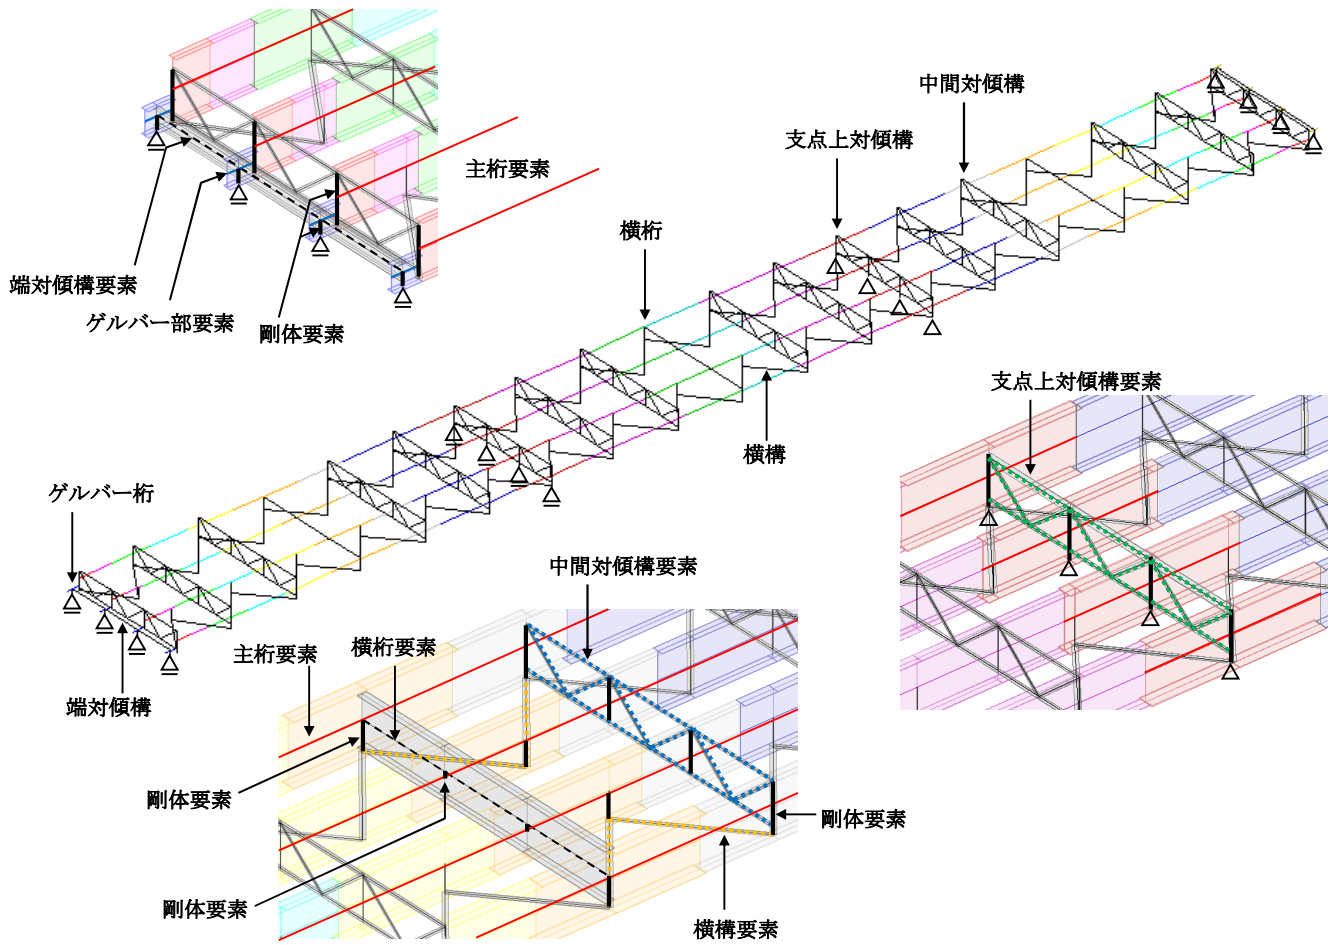 中間対傾構
支点上対傾構
主桁要素
横桁
端対傾構要素
ゲルバー部要素
剛体要素
支点上対傾構要素
横構
ゲルバー桁
中間対傾構要素
横桁要素
主桁要素
端対傾構
剛体要素
剛体要素
剛体要素
横構要素